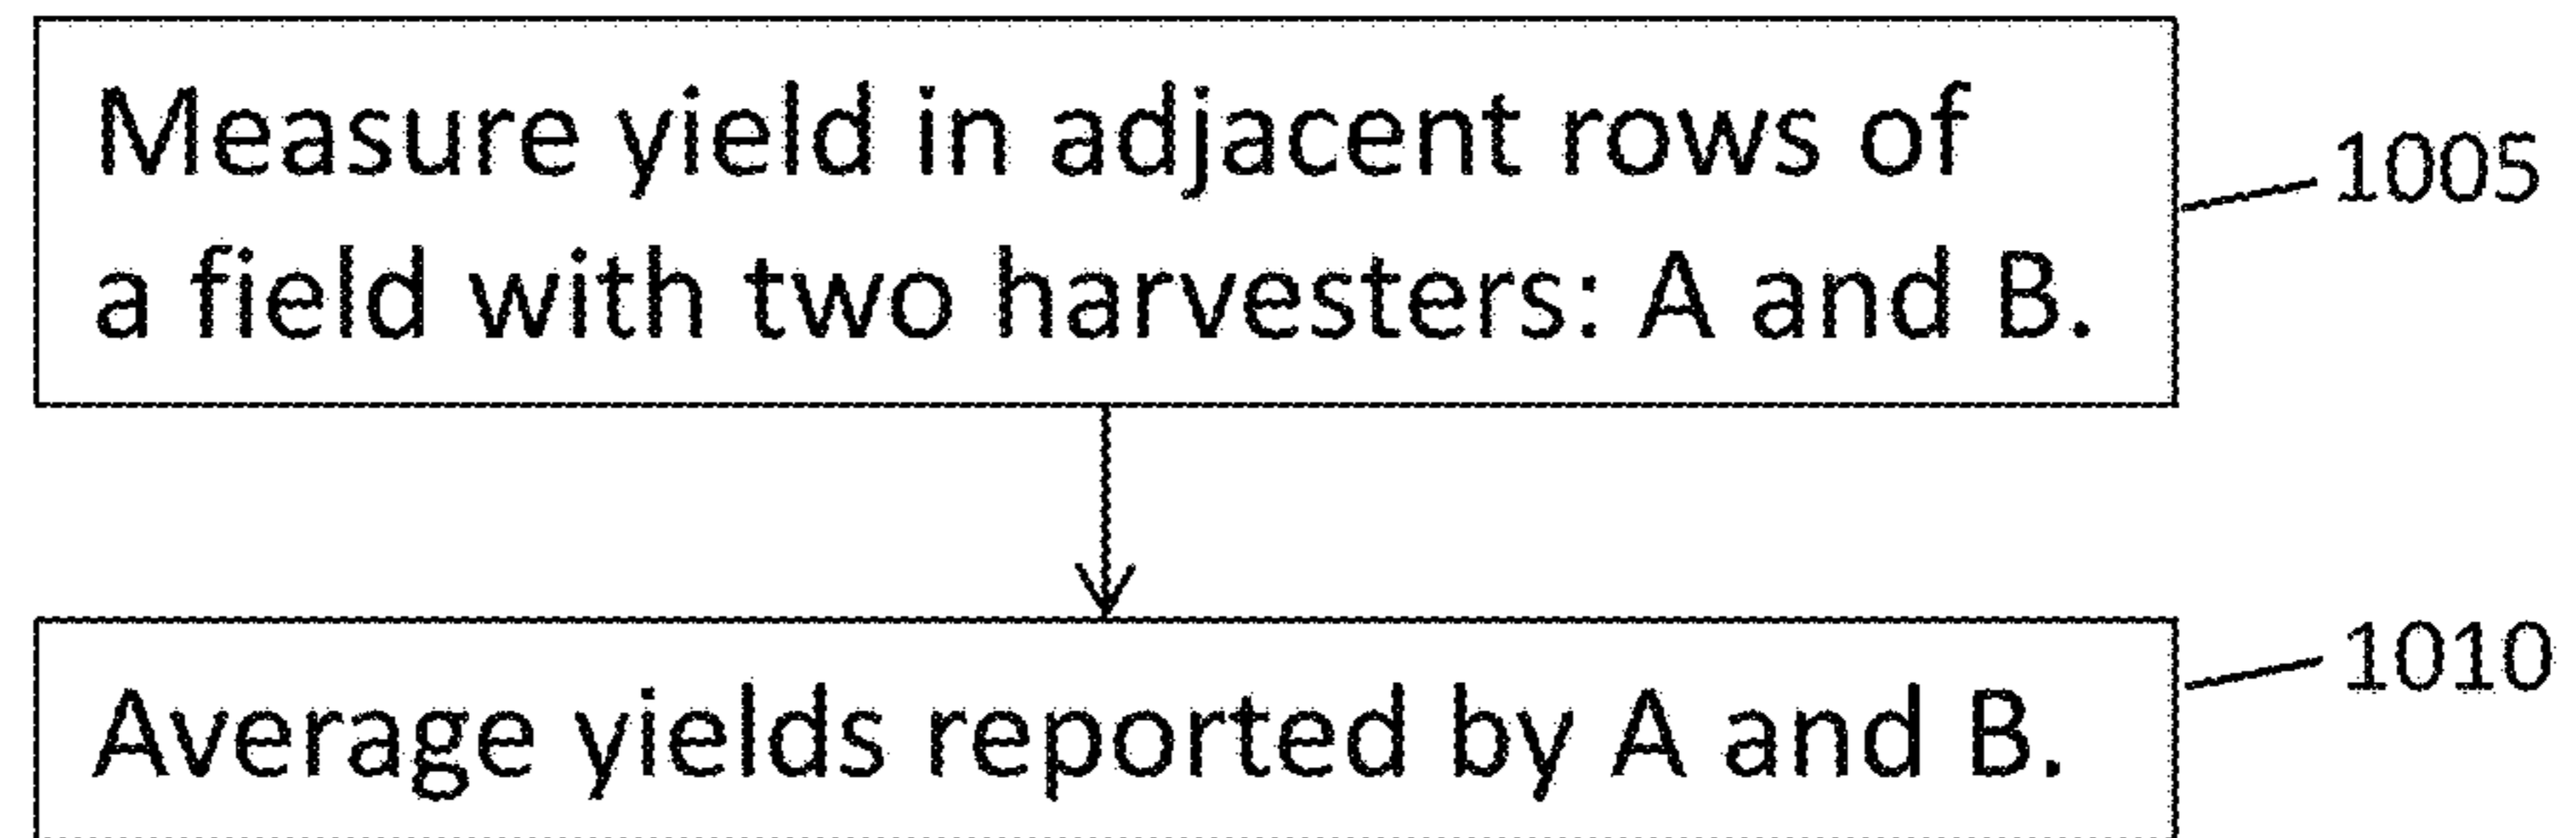 Measure yield in adjacent rows of
a field with two harvesters: A and B.
1005
Average yields reported by A and B.
1010